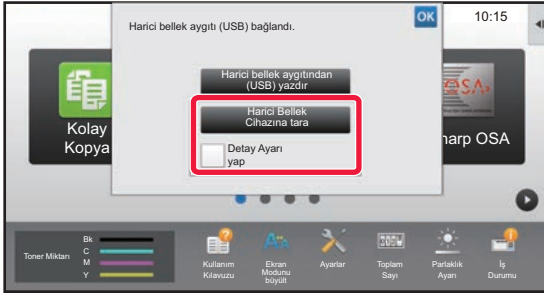 Harici bellek aygıtı (USB) bağlandı.
OK
10:15
Harici bellek aygıtından
(USB) yazdır
Harici Bellek
Cihazına tara
Detay Ayarı
yap
Kolay
Kopya
OSA
harp OSA
Toner Miktarı
Bk
C
M
Y
Kullanım
Kılavuzu
Ekran
Modunu
büyült
Ayarlar
Toplam
Sayı
Parlaklık
Ayarı
İş
Durumu